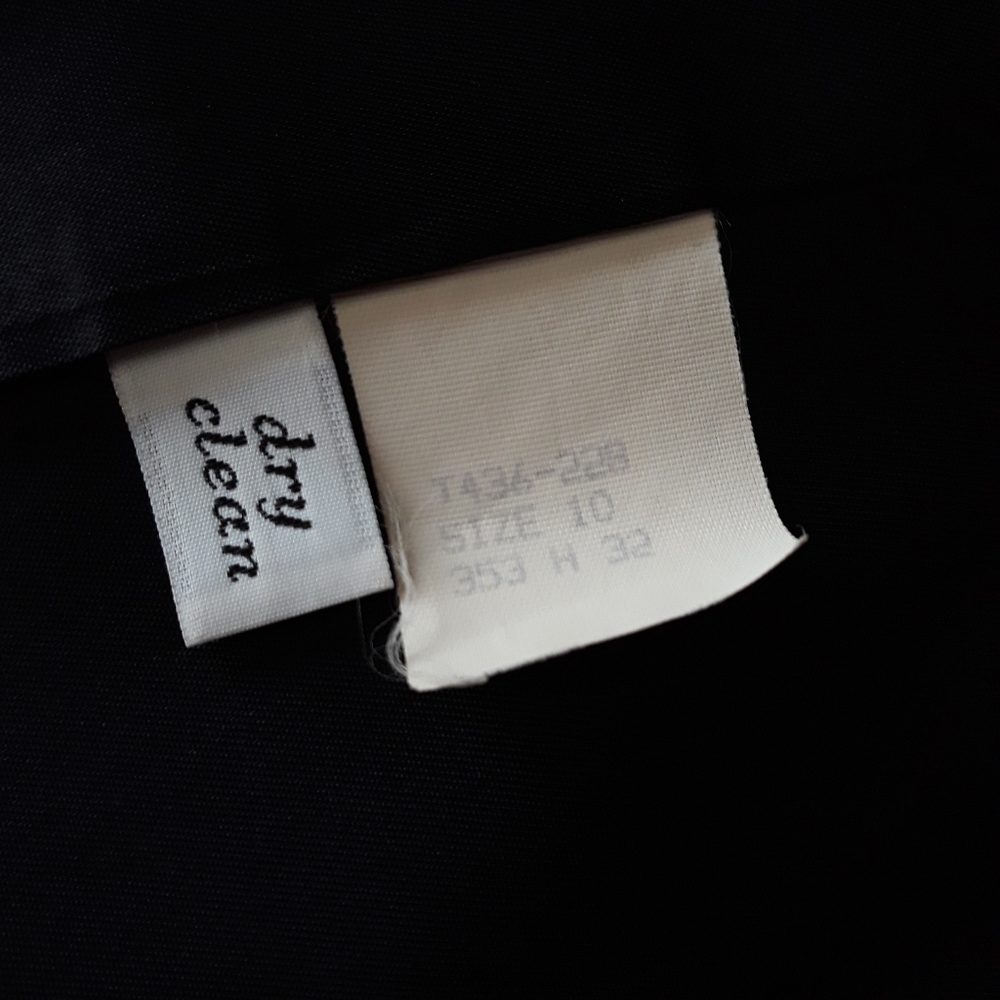 dry
clean
T436-228
SIZE 10
353 H 32